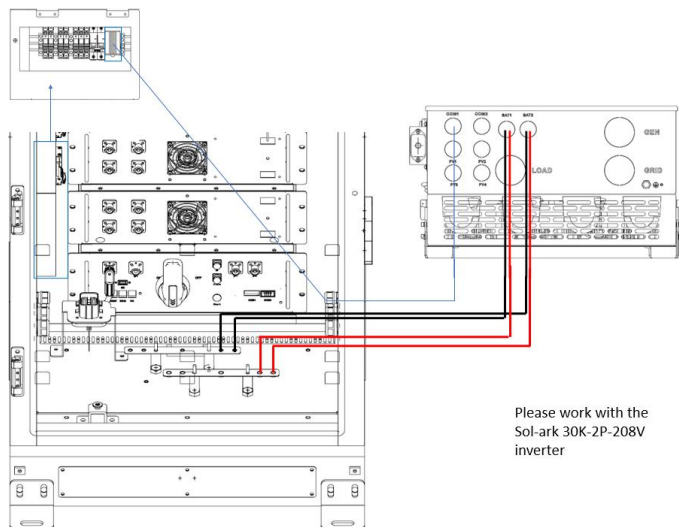 COM1
COM2
BAT1
BAT2
GEN
PV1
PV2
LOAD
GRID
PV3
PV4
OFF
Please work with the
Sol-ark 30K-2P-208V
inverter